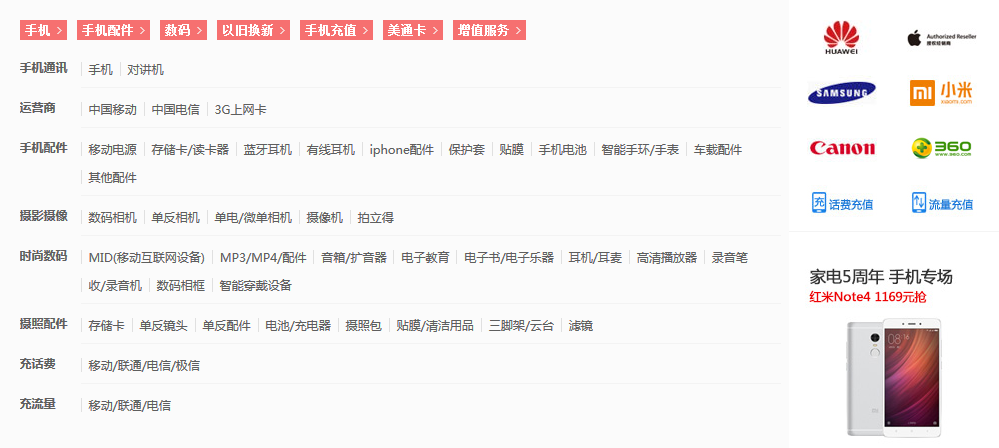 手机 > 手机配件 > 数码 > 以旧换新 > 手机充值 > 美通卡 > 增值服务 >
手机通讯 手机 对讲机
运营商 中国移动 中国电信 3G上网卡
手机配件 移动电源 存储卡/读卡器 蓝牙耳机 有线耳机 iphone配件 保护套 贴膜 手机电池 智能手环/手表 车载配件
其他配件
摄影摄像 数码相机 单反相机 单电/微单相机 摄像机 拍立得
时尚数码 MID(移动互联网设备) MP3/MP4/配件 音箱/扩音器 电子教育 电子书/电子乐器 耳机/耳麦 高清播放器 录音笔
收/录音机 数码相框 智能穿戴设备
摄照配件 存储卡 单反镜头 单反配件 电池/充电器 摄照包 贴膜/清洁用品 三脚架/云台 滤镜
充话费 移动/联通/电信/极信
充流量 移动/联通/电信
HUAWEI
Authorized Reseller
授权经销商
SAMSUNG
mi 小米
xiaomi.com
Canon
360
www.360.com
充 话费充值
流量充值
家电5周年 手机专场
红米Note4 1169元抢
08:16